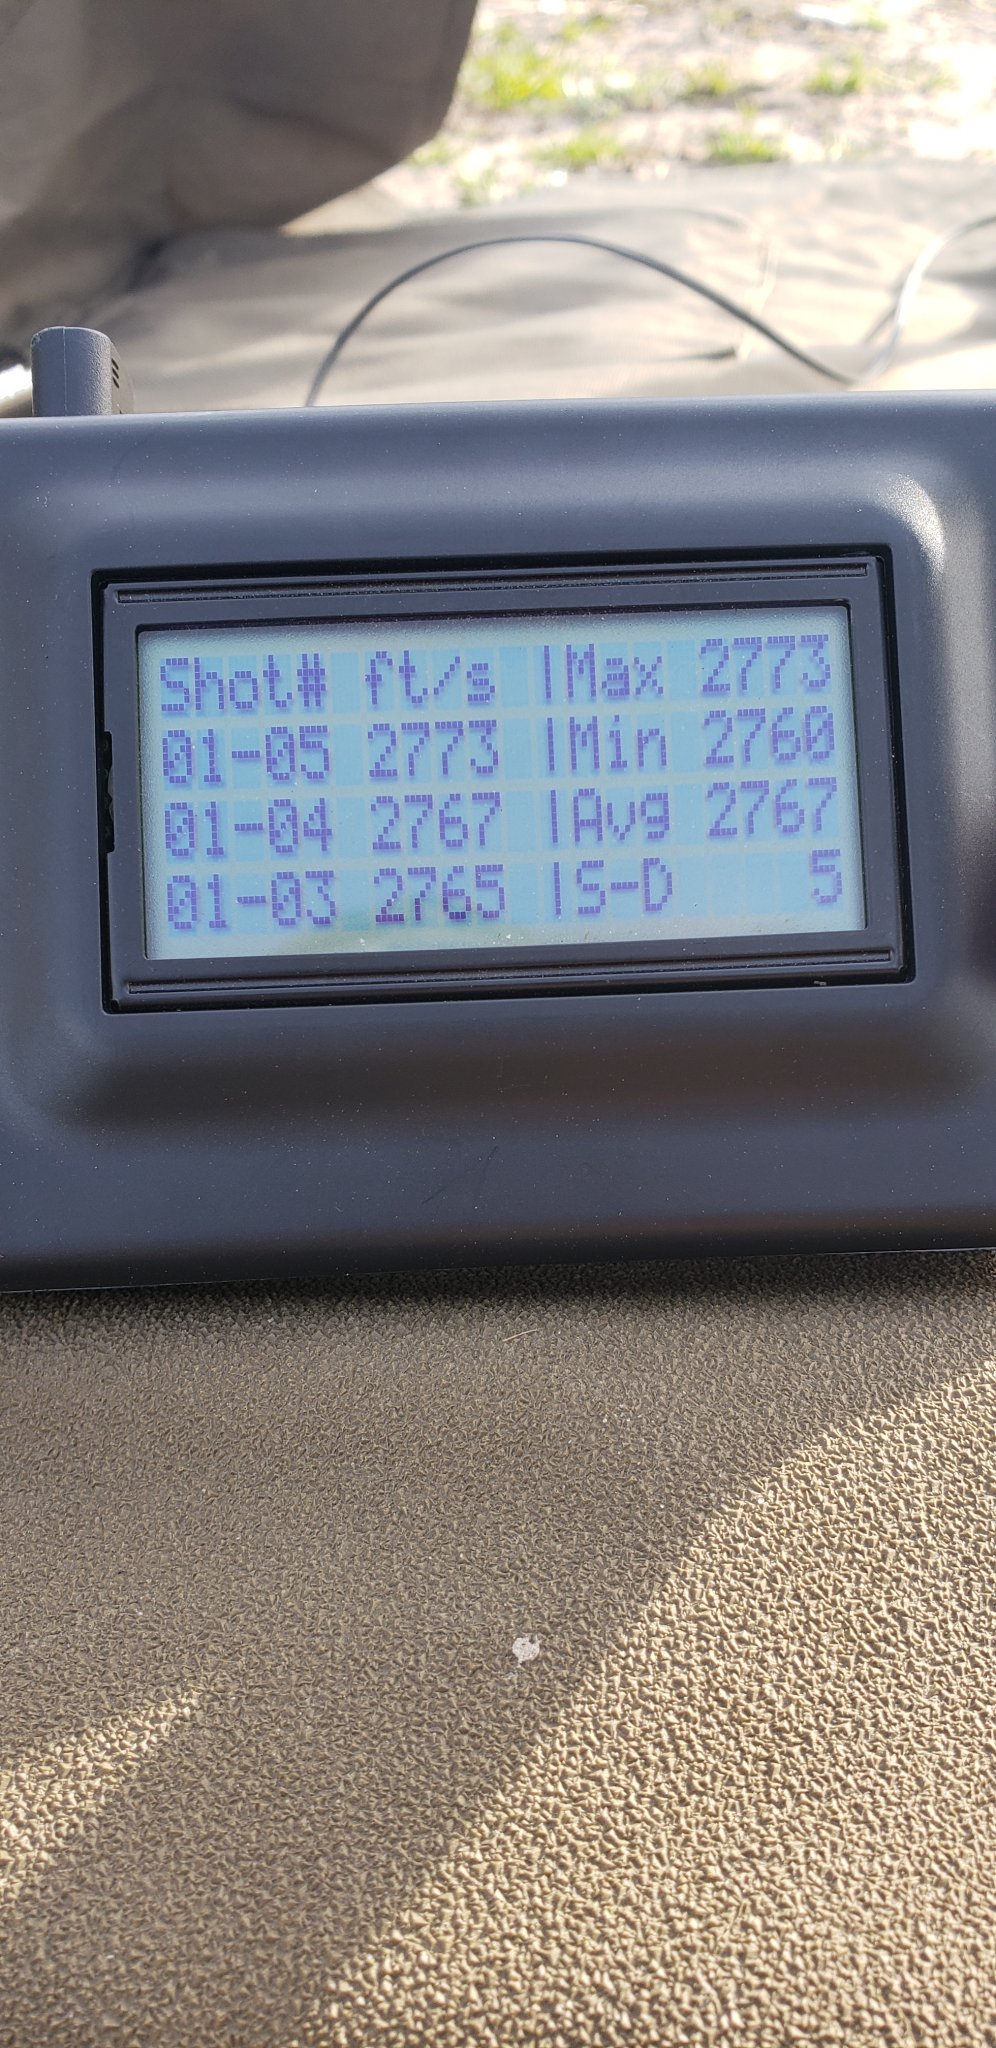 Shot# ft/s |Max 2773
01-05 2773 |Min 2760
01-04 2767 |Avg 2767
01-03 2765 |S-D 5